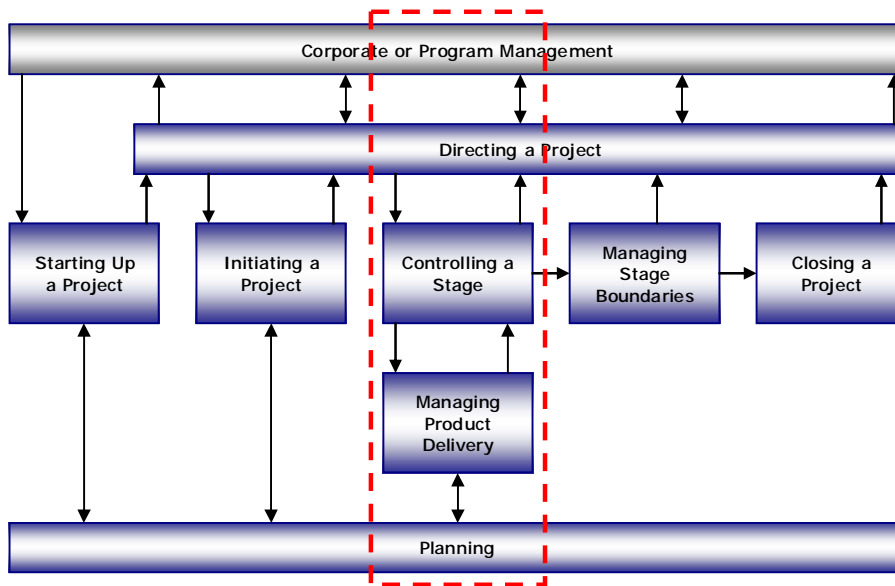 Corporate or Program Management
Directing a Project
Starting Up
a Project
Initiating a
Project
Controlling a
Stage
Managing
Stage
Boundaries
Closing a
Project
Managing
Product
Delivery
Planning